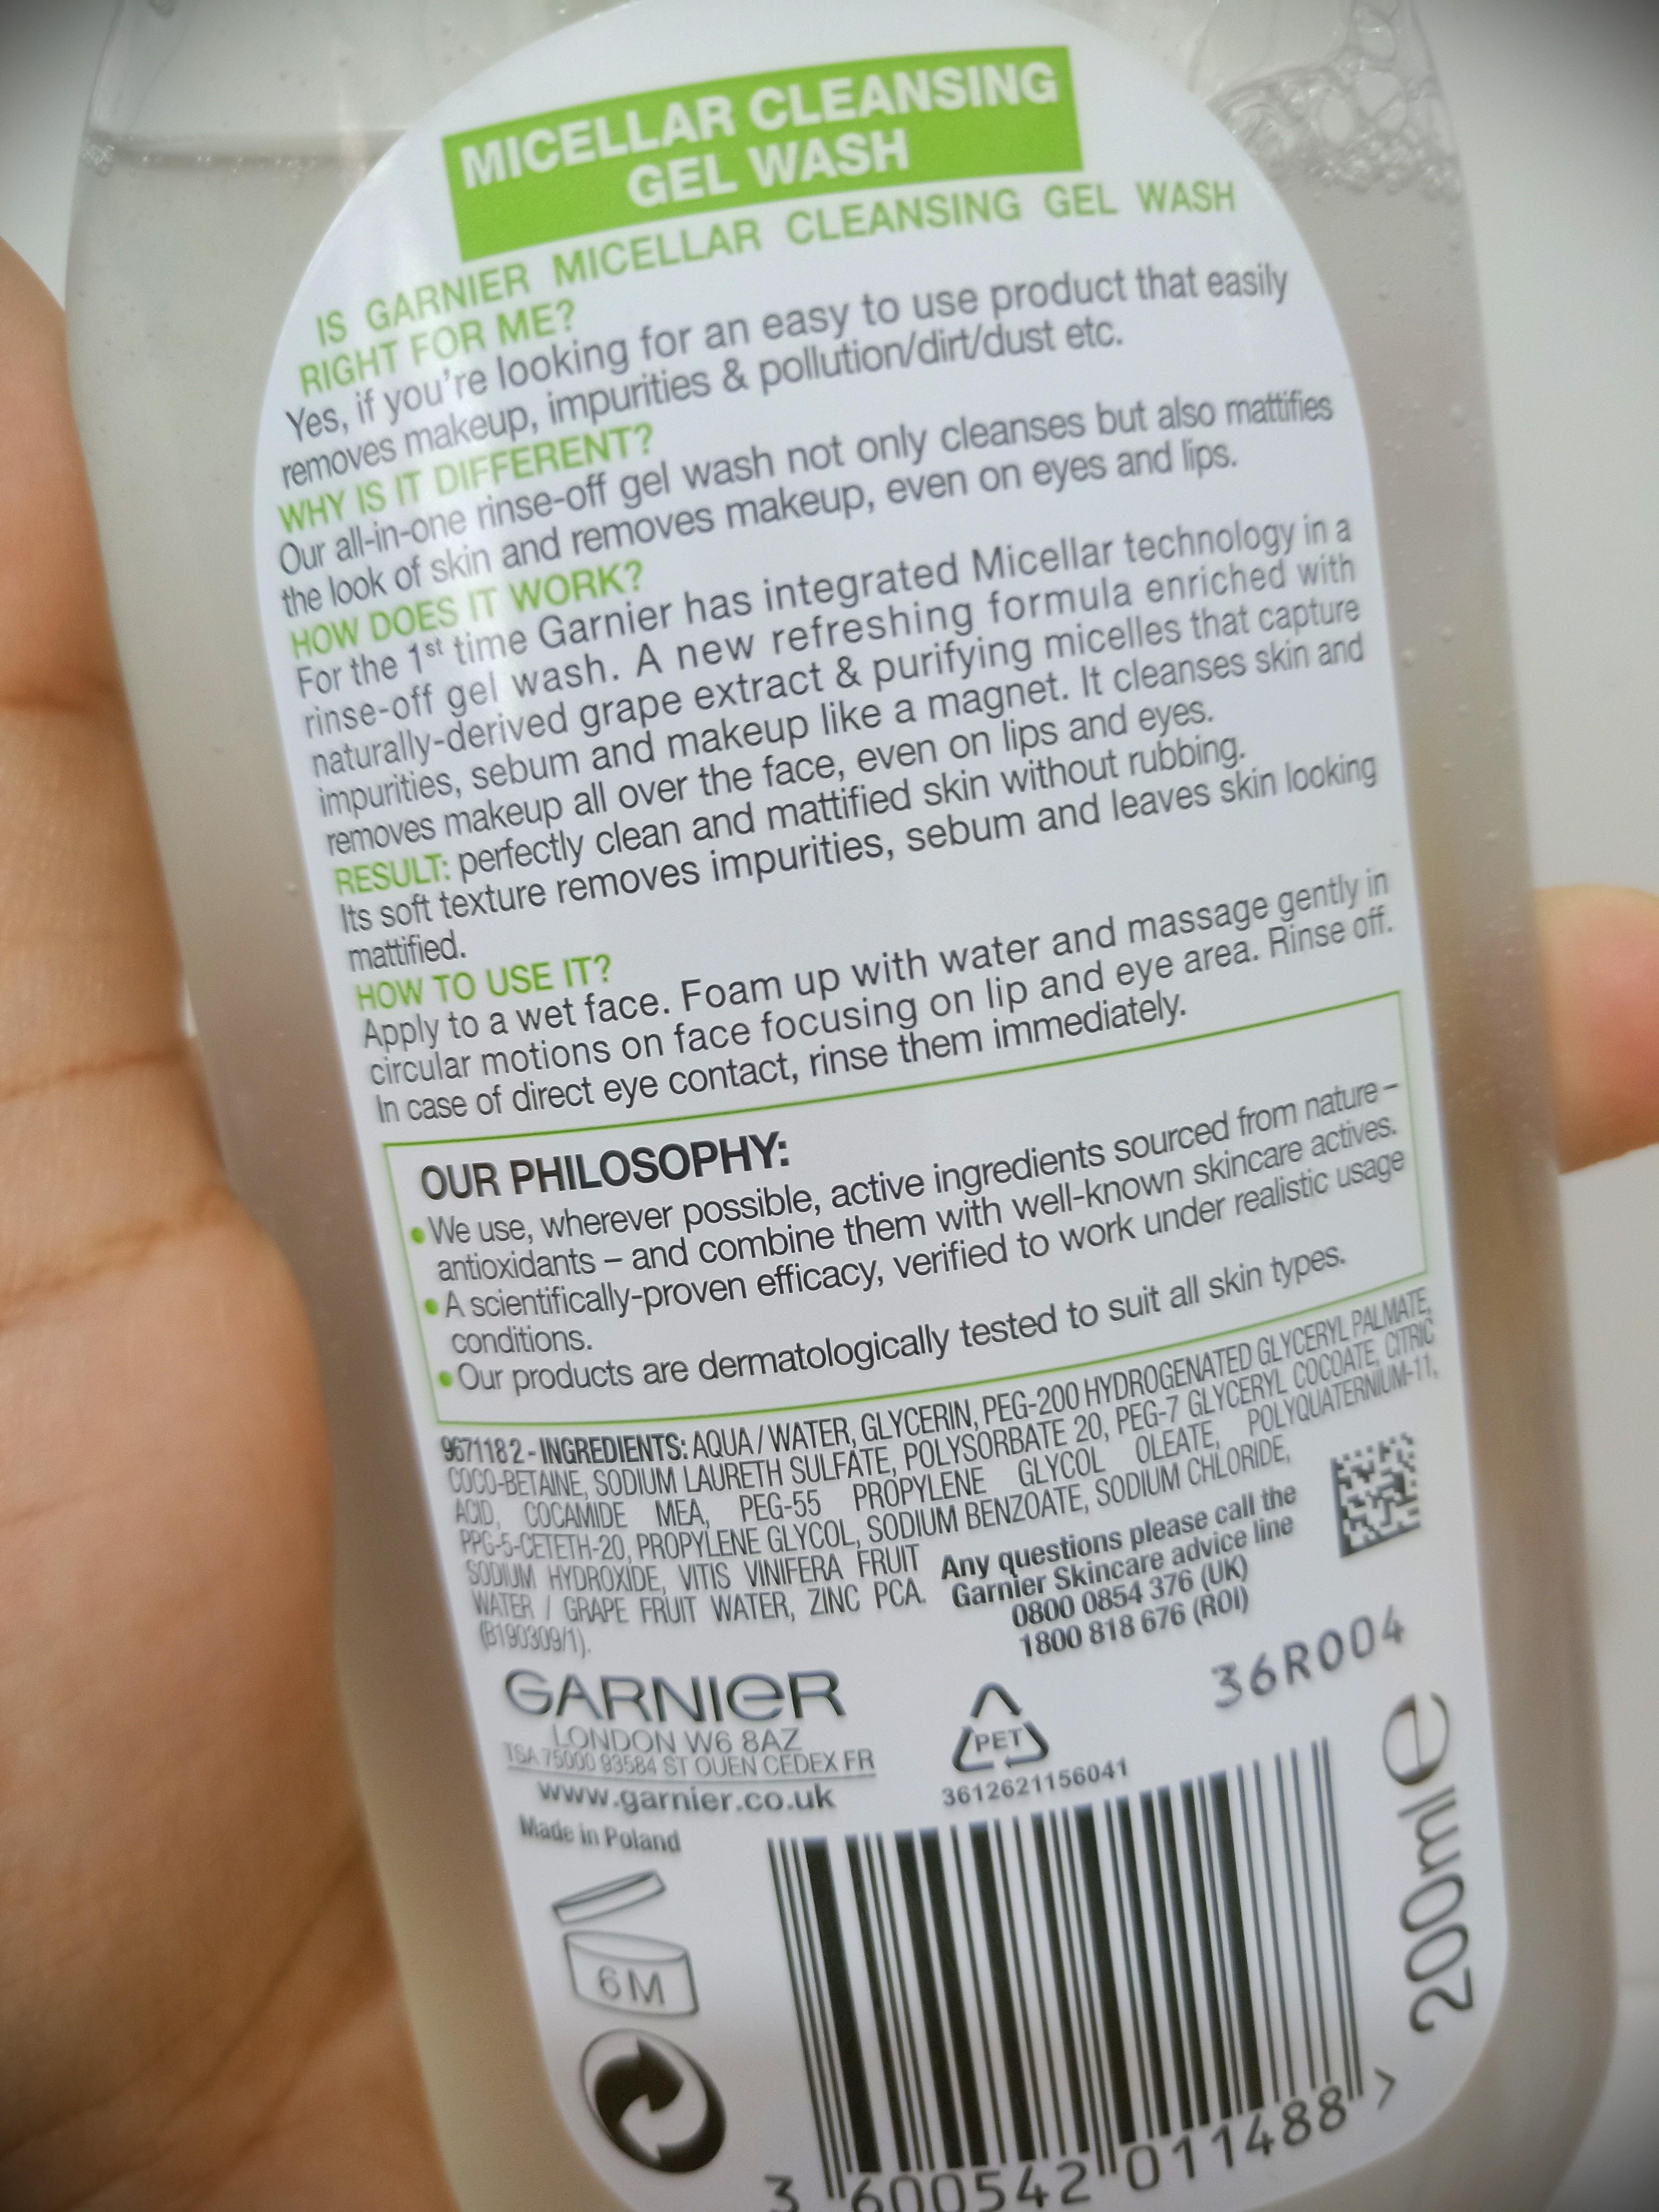 MICELLAR CLEANSING
GEL WASH
IS GARNIER MICELLAR CLEANSING GEL WASH
RIGHT FOR ME?
Yes, if you're looking for an easy to use product that easily
removes makeup, impurities & pollution/dirt/dust etc.
WHY IS IT DIFFERENT?
Our all-in-one rinse-off gel wash not only cleanses but also mattifies
the look of skin and removes makeup, even on eyes and lips.
HOW DOES IT WORK?
For the 1st time Garnier has integrated Micellar technology in a
rinse-off gel wash. A new refreshing formula enriched with
naturally-derived grape extract & purifying micelles that capture
impurities, sebum and makeup like a magnet. It cleanses skin and
removes makeup all over the face, even on lips and eyes.
RESULT: perfectly clean and mattified skin without rubbing.
Its soft texture removes impurities, sebum and leaves skin looking
mattified.
HOW TO USE IT?
Apply to a wet face. Foam up with water and massage gently in
circular motions on face focusing on lip and eye area. Rinse off.
In case of direct eye contact, rinse them immediately.
OUR PHILOSOPHY:
• We use, wherever possible, active ingredients sourced from nature –
antioxidants – and combine them with well-known skincare actives.
• A scientifically-proven efficacy, verified to work under realistic usage
conditions.
• Our products are dermatologically tested to suit all skin types.
967118 2 - INGREDIENTS: AQUA / WATER, GLYCERIN, PEG-200 HYDROGENATED GLYCERYL PALMATE,
COCO-BETAINE, SODIUM LAURETH SULFATE, POLYSORBATE 20, PEG-7 GLYCERYL COCOATE, CITRIC
ACID, COCAMIDE MEA, PEG-55 PROPYLENE GLYCOL OLEATE, POLYQUATERNIUM-11,
PPG-5-CETETH-20, PROPYLENE GLYCOL, SODIUM BENZOATE, SODIUM CHLORIDE,
SODIUM HYDROXIDE, VITIS VINIFERA FRUIT
WATER / GRAPE FRUIT WATER, ZINC PCA.
(B190309/1).
Any questions please call the
Garnier Skincare advice line
0800 0854 376 (UK)
1800 818 676 (ROI)
36R004
GARNIER
LONDON W6 8AZ
TSA 75000 93584 ST OUEN CEDEX FR
www.garnier.co.uk
Made in Poland
PET
3612621156041
200ml e
6M
3 600542 011488 >